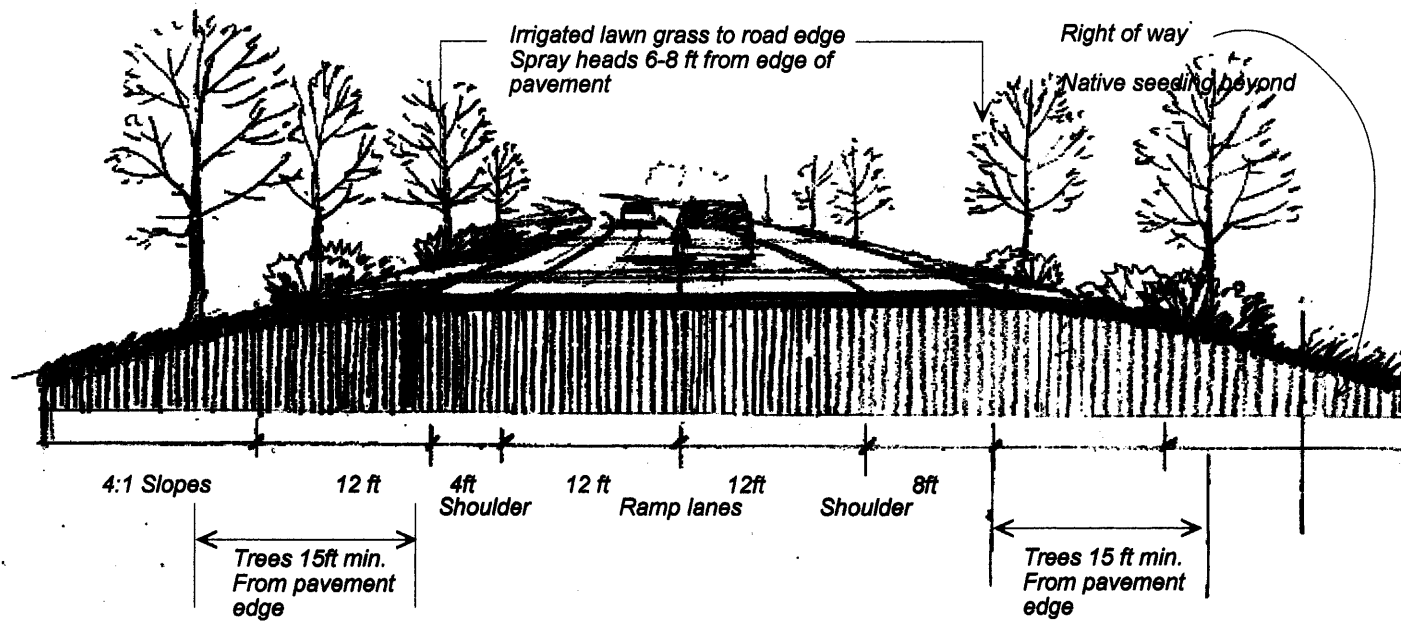 Irrigated lawn grass to road edge
Spray heads 6-8 ft from edge of
pavement
Right of way
Native seeding beyond
4:1 Slopes
12 ft
4ft
Shoulder
12 ft
Ramp lanes
12ft
Shoulder
8ft
Trees 15ft min.
From pavement
edge
Trees 15 ft min.
From pavement
edge